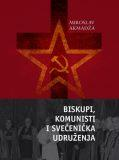 MIROSLAV
AKMADŽA
BISKUPI,
KOMUNISTI
I SVEĆENIČKA
UDRUŽENJA